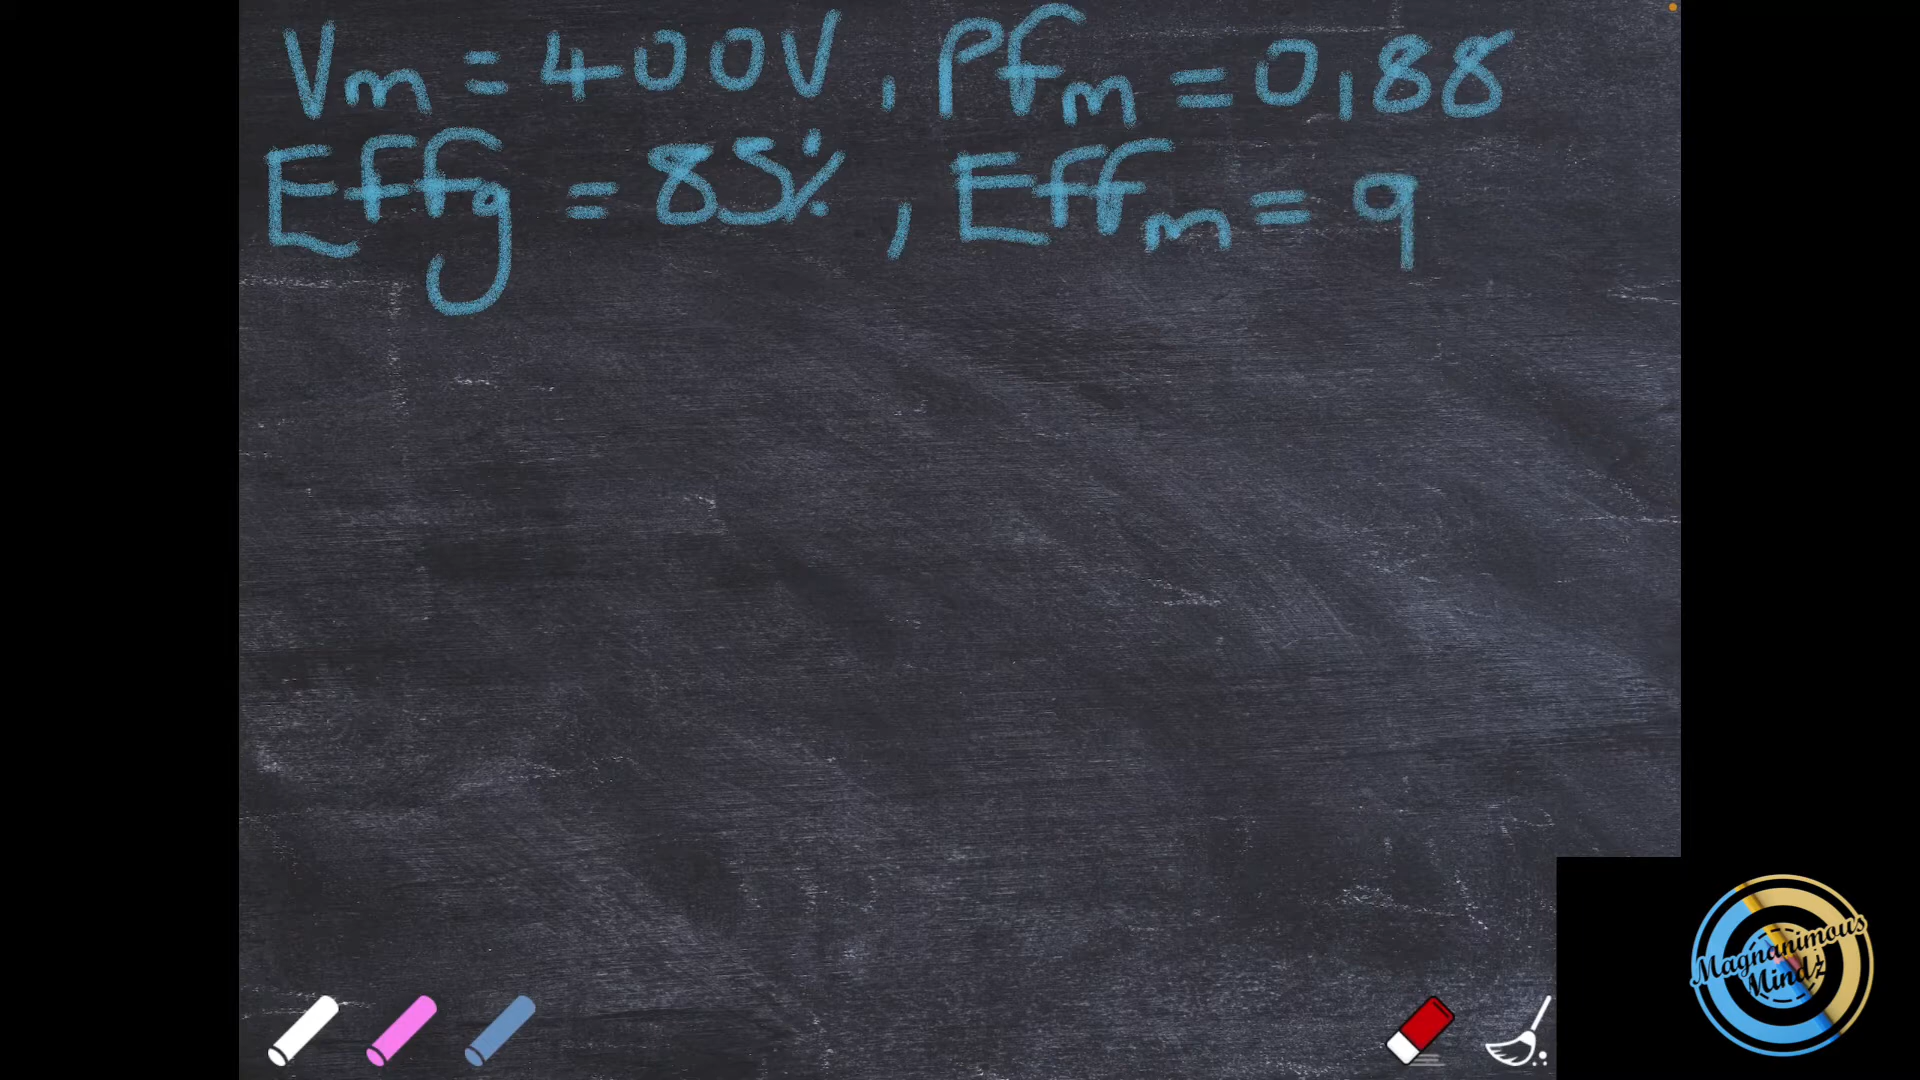 Vm = 400V, Pfm = 0,88
Effg = 85%, Effm = 9
Magnanimous
Mindz